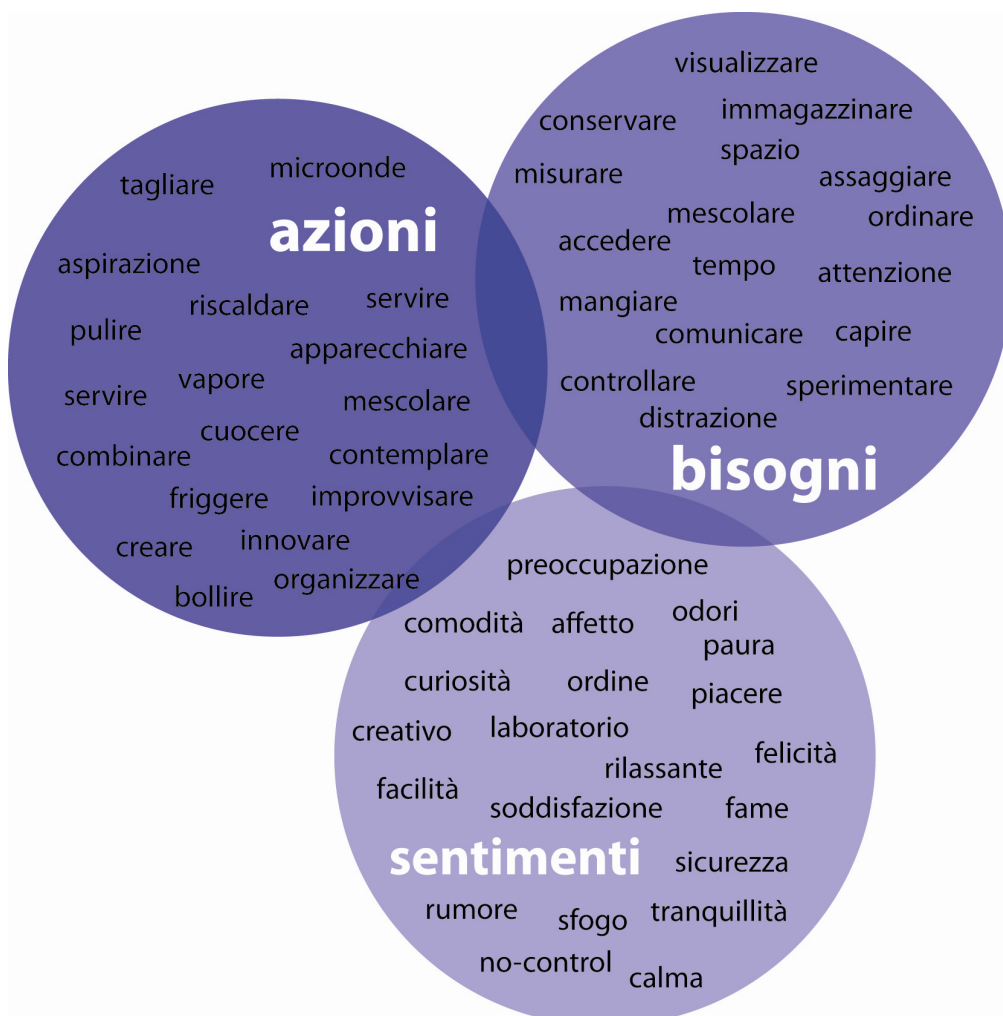 microonde
tagliare
azioni
aspirazione
riscaldare
servire
pulire
apparecchiare
vapore
servire
mescolare
cuocere
combinare
contemplare
friggere
improvvisare
creare
innovare
organizzare
bollire
visualizzare
immagazzinare
conservare
spazio
misurare
assaggiare
mescolare
ordinare
accedere
tempo
attenzione
mangiare
comunicare
capire
controllare
sperimentare
distrazione
bisogni
preoccupazione
odori
comodità
affetto
paura
curiosità
ordine
piacere
creativo
laboratorio
felicità
rilassante
facilità
soddisfazione
fame
sentimenti
sicurezza
rumore
sfogo
tranquillità
no-control
calma